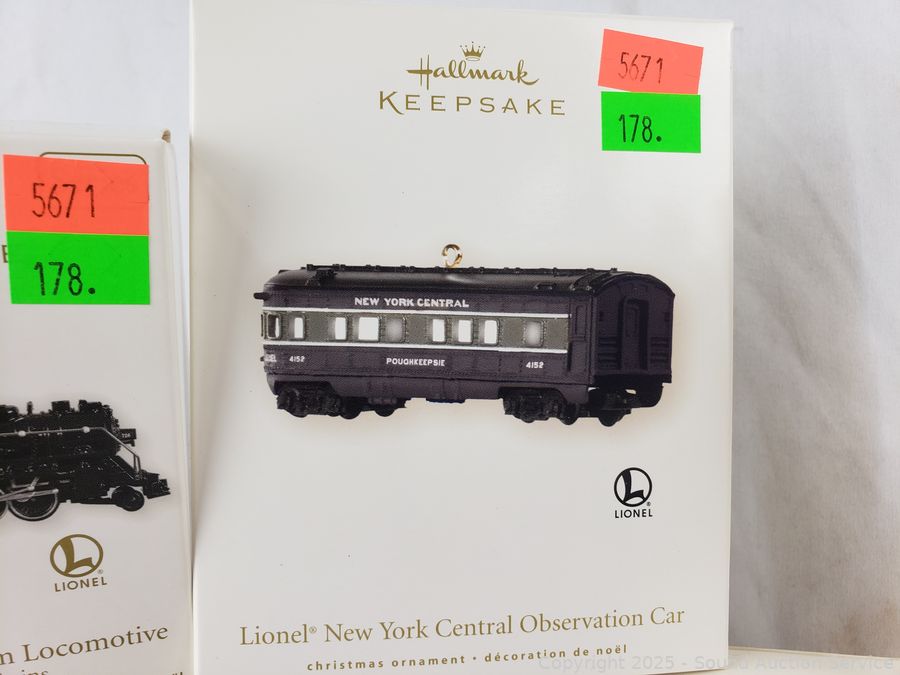 5671
178.
LIONEL
m Locomotive
Hallmark
KEEPSAKE
5671
178.
NEW YORK CENTRAL
4152
POUGHKEEPSIE
4152
L
LIONEL
Lionel® New York Central Observation Car
christmas ornament • décoration de noël
Copyright 2025 - Sound Auction Service